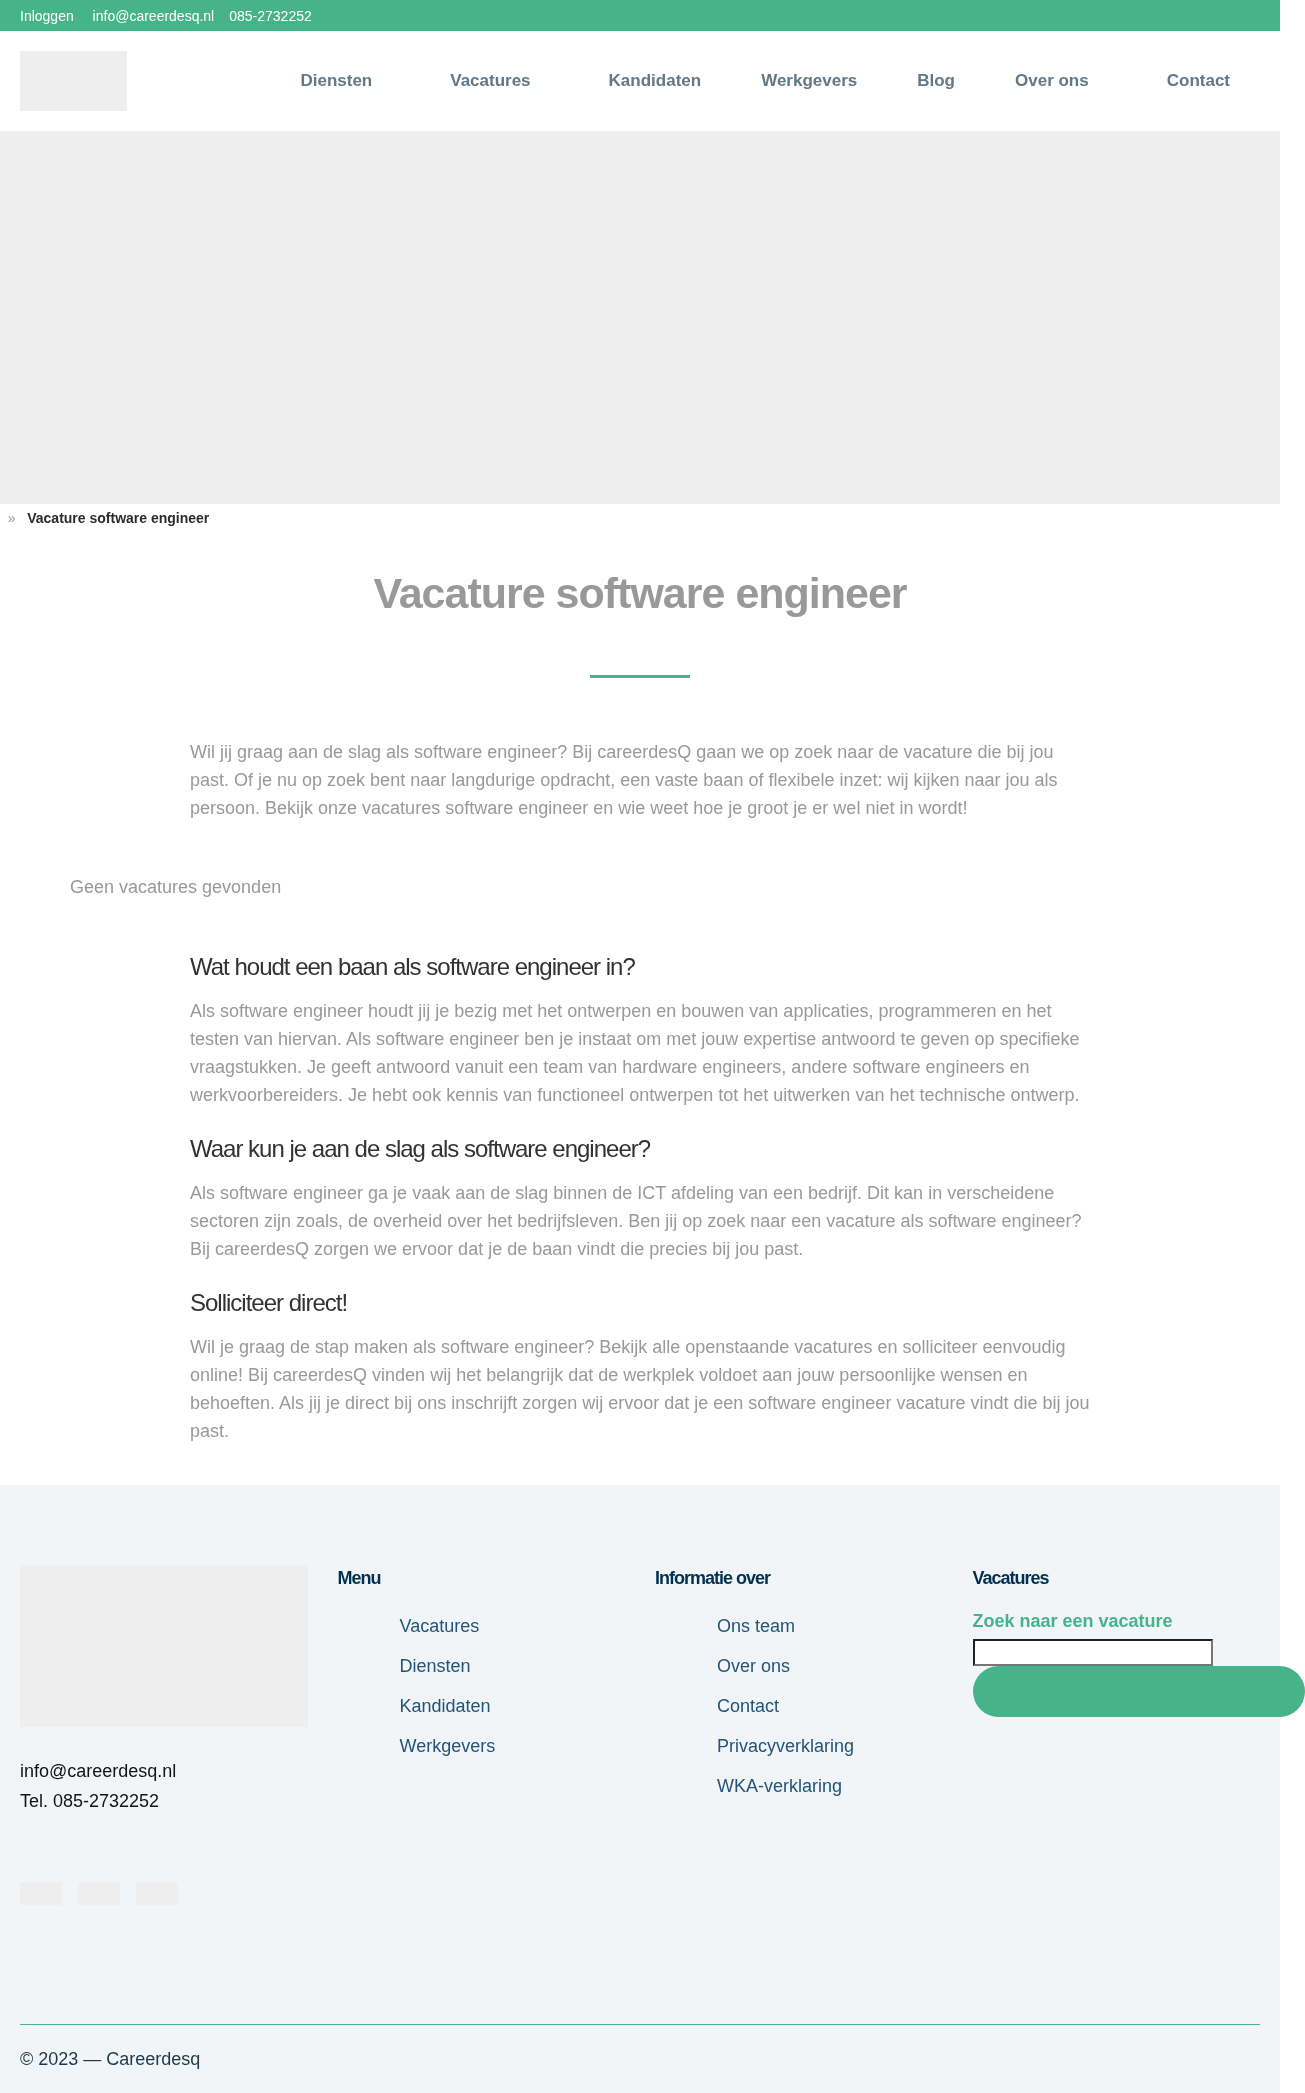 Inloggen info@careerdesq.nl 085-2732252
Diensten Vacatures Kandidaten Werkgevers Blog Over ons Contact
» Vacature software engineer
Vacature software engineer
Wil jij graag aan de slag als software engineer? Bij careerdesQ gaan we op zoek naar de vacature die bij jou
past. Of je nu op zoek bent naar langdurige opdracht, een vaste baan of flexibele inzet: wij kijken naar jou als
persoon. Bekijk onze vacatures software engineer en wie weet hoe je groot je er wel niet in wordt!
Geen vacatures gevonden
Wat houdt een baan als software engineer in?
Als software engineer houdt jij je bezig met het ontwerpen en bouwen van applicaties, programmeren en het
testen van hiervan. Als software engineer ben je instaat om met jouw expertise antwoord te geven op specifieke
vraagstukken. Je geeft antwoord vanuit een team van hardware engineers, andere software engineers en
werkvoorbereiders. Je hebt ook kennis van functioneel ontwerpen tot het uitwerken van het technische ontwerp.
Waar kun je aan de slag als software engineer?
Als software engineer ga je vaak aan de slag binnen de ICT afdeling van een bedrijf. Dit kan in verscheidene
sectoren zijn zoals, de overheid over het bedrijfsleven. Ben jij op zoek naar een vacature als software engineer?
Bij careerdesQ zorgen we ervoor dat je de baan vindt die precies bij jou past.
Solliciteer direct!
Wil je graag de stap maken als software engineer? Bekijk alle openstaande vacatures en solliciteer eenvoudig
online! Bij careerdesQ vinden wij het belangrijk dat de werkplek voldoet aan jouw persoonlijke wensen en
behoeften. Als jij je direct bij ons inschrijft zorgen wij ervoor dat je een software engineer vacature vindt die bij jou
past.
info@careerdesq.nl
Tel. 085-2732252
Menu
Vacatures
Diensten
Kandidaten
Werkgevers
Informatie over
Ons team
Over ons
Contact
Privacyverklaring
WKA-verklaring
Vacatures
Zoek naar een vacature
© 2023 — Careerdesq